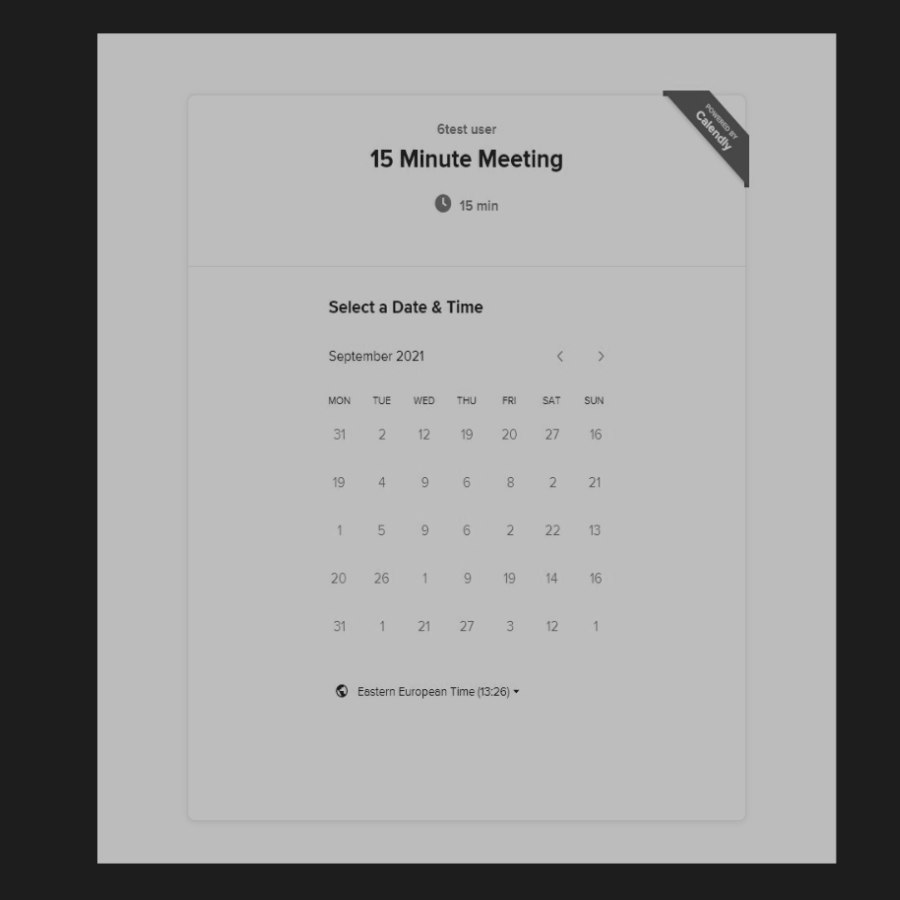 POWERED BY
Calendly
6test user
15 Minute Meeting
15 min
Select a Date & Time
September 2021
MON TUE WED THU FRI SAT SUN
31 2 12 19 20 27 16
19 4 9 6 8 2 21
1 5 9 6 2 22 13
20 26 1 9 19 14 16
31 1 21 27 3 12 1
Eastern European Time (13:26)